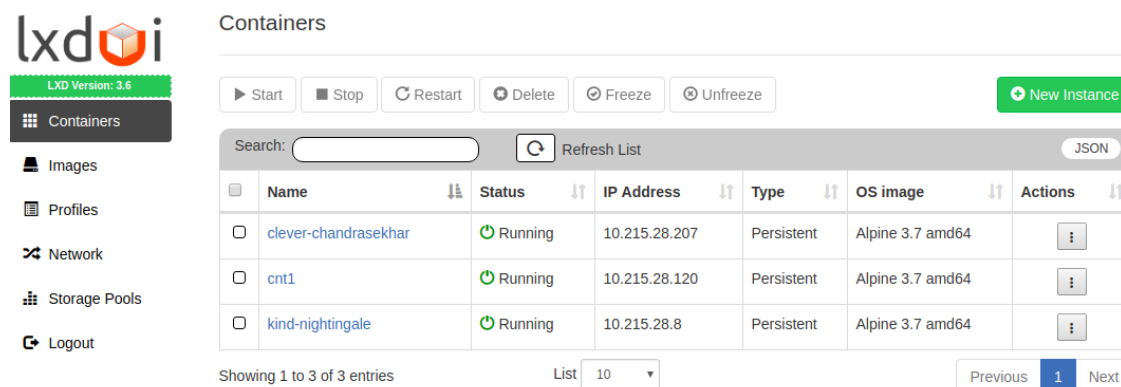 lxdui
LXD Version: 3.6
Containers
Images
Profiles
Network
Storage Pools
Logout
Containers
Start Stop Restart Delete Freeze Unfreeze New Instance
Search: Refresh List JSON
Name Status IP Address Type OS image Actions
clever-chandrasekhar Running 10.215.28.207 Persistent Alpine 3.7 amd64
cnt1 Running 10.215.28.120 Persistent Alpine 3.7 amd64
kind-nightingale Running 10.215.28.8 Persistent Alpine 3.7 amd64
Showing 1 to 3 of 3 entries List 10 Previous 1 Next